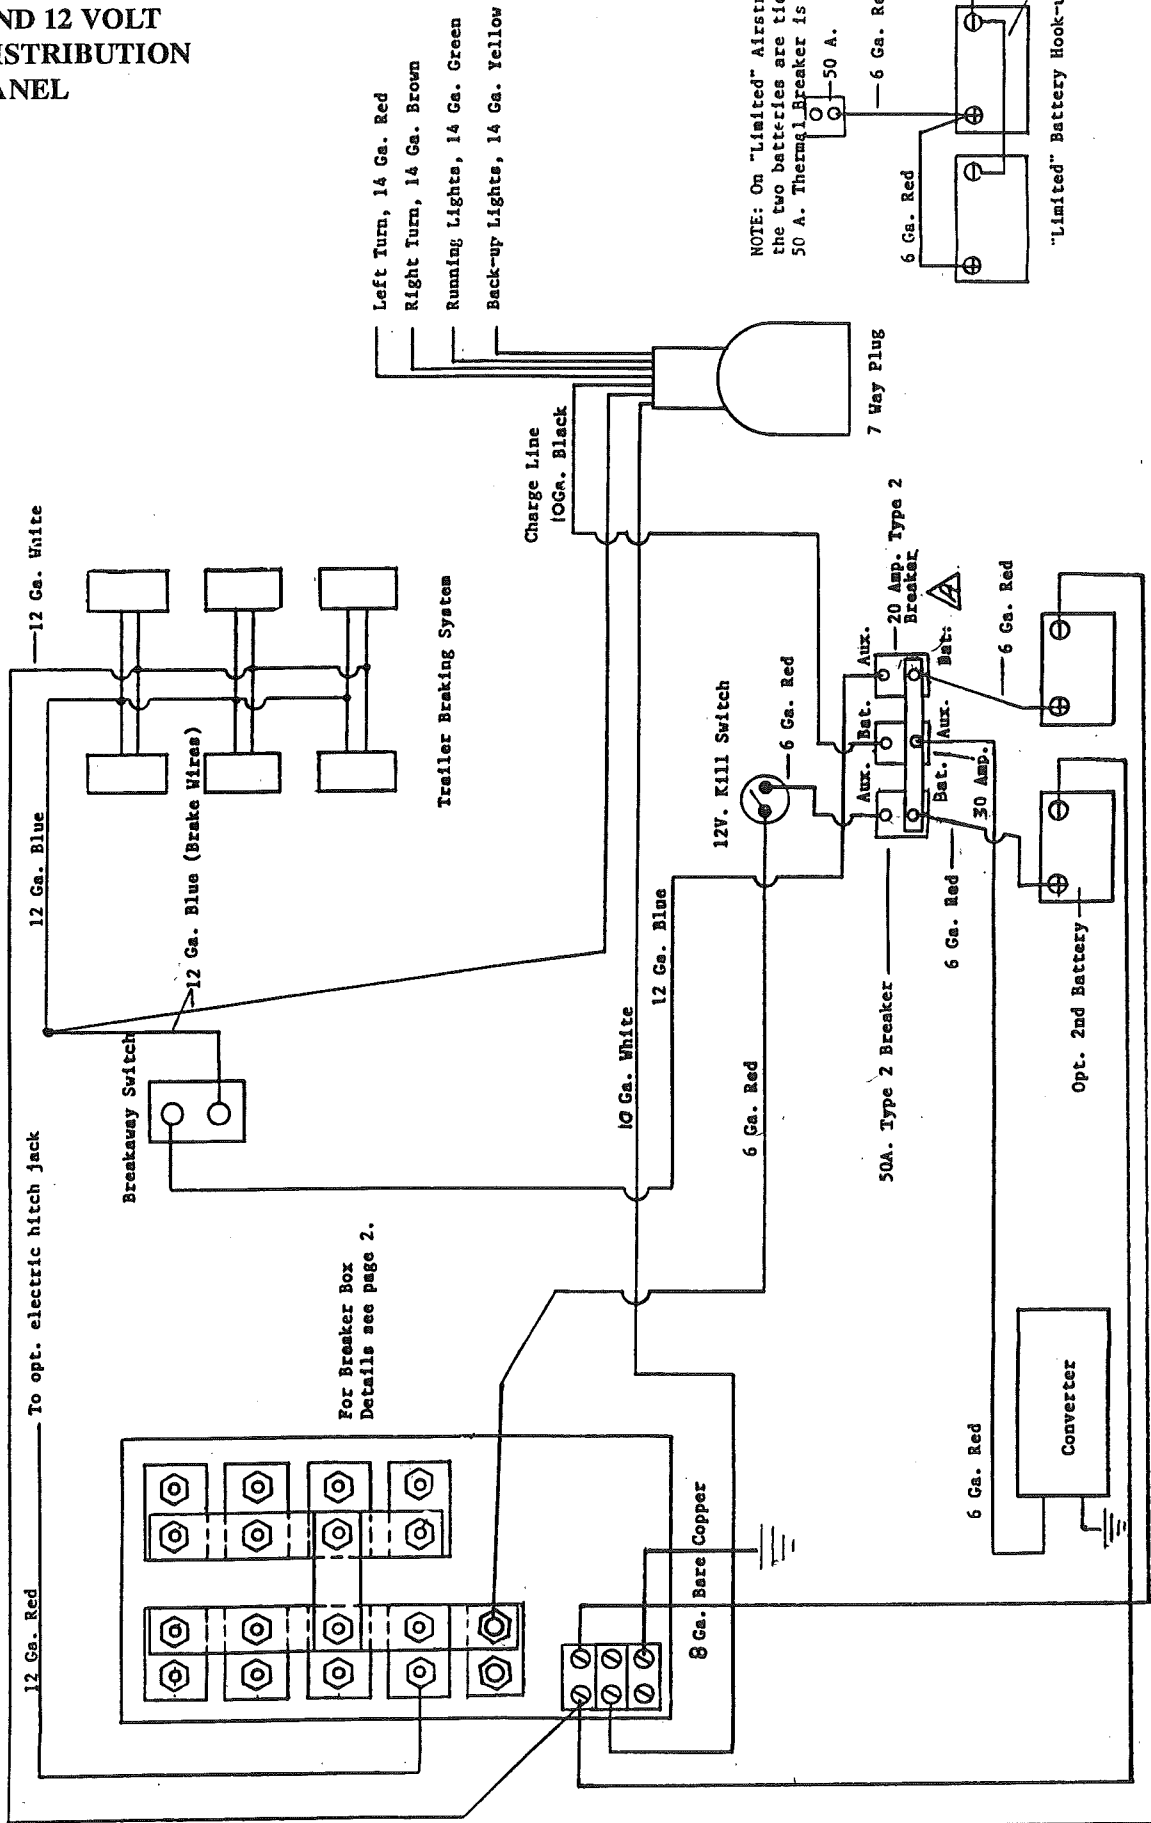 ND 12 VOLT
ISTRIBUTION
ANEL
Left Turn, 14 Ga. Red
Right Turn, 14 Ga. Brown
Running Lights, 14 Ga. Green
Back-up Lights, 14 Ga. Yellow
NOTE: On "Limited" Airstr
the two batteries are tie
50 A. Thermal Breaker is
50 A.
6 Ga. Re
6 Ga. Red
"Limited" Battery Hook-u
7 Way Plug
Charge Line
10Ga. Black
12 Ga. White
Trailer Braking System
12 Ga. Blue
12 Ga. Blue (Brake Wires)
Breakaway Switch
To opt. electric hitch jack
12 Ga. Red
For Breaker Box
Details see page 2.
10 Ga. White
12 Ga. Blue
6 Ga. Red
12V. Kill Switch
6 Ga. Red
Aux.
Bat.
Aux.
20 Amp. Type 2
Breaker
Bat.
Aux.
Bat.
30 Amp.
6 Ga. Red
6 Ga. Red
50A. Type 2 Breaker
Opt. 2nd Battery
6 Ga. Red
Converter
8 Ga. Bare Copper